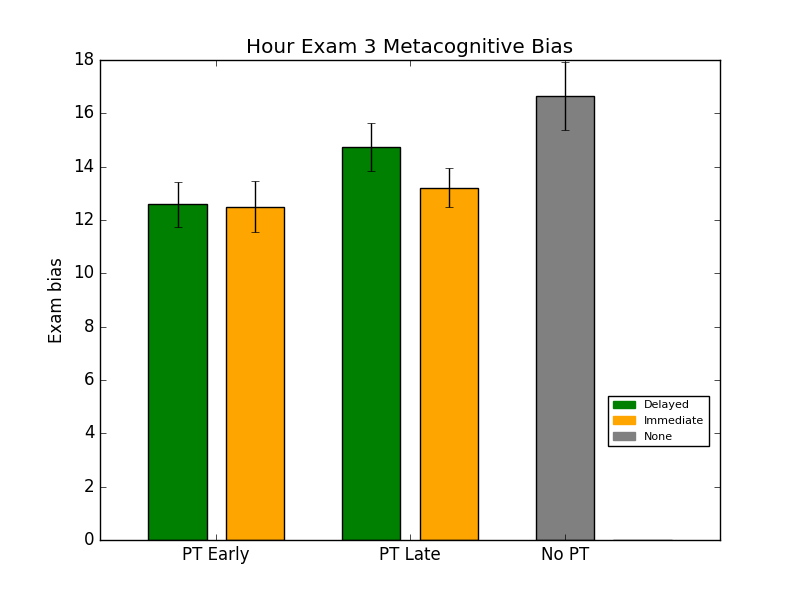 Hour Exam 3 Metacognitive Bias
18
16
14
12
10
8
6
4
2
0
Exam bias
Delayed
Immediate
None
PT Early
PT Late
No PT